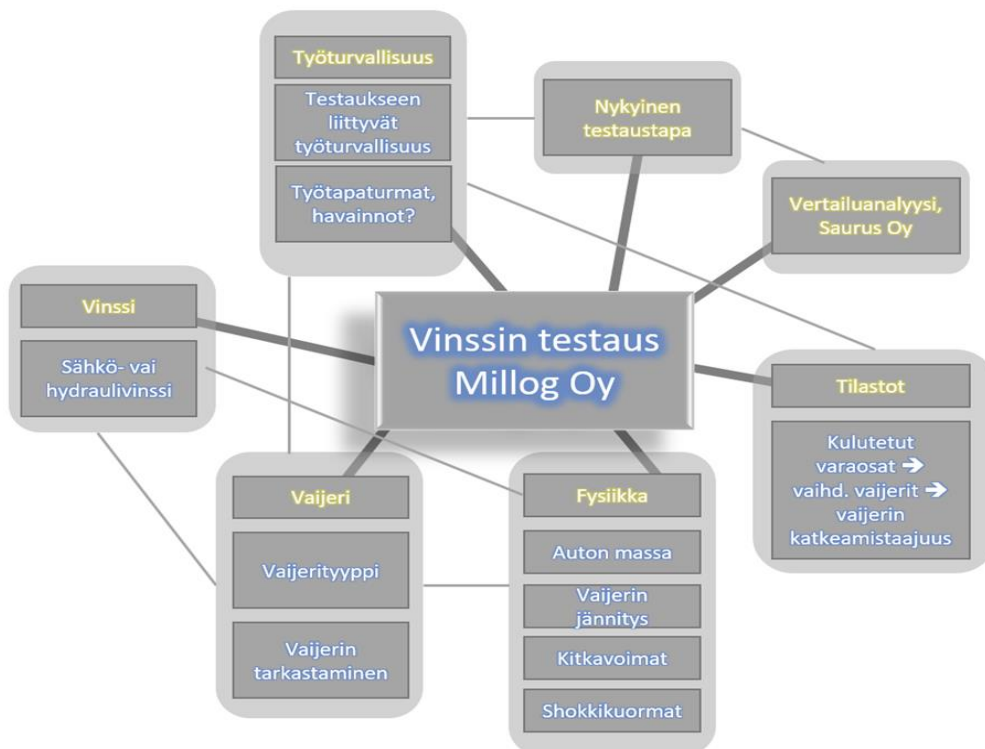 Työturvallisuus
Testaukseen
liittyvät
työturvallisuus
Työtapaturmat,
havainnot?
Nykyinen
testaustapa
Vertailuanalyysi,
Saurus Oy
Vinssi
Sähkö- vai
hydraulivinssi
Vinssin testaus
Millog Oy
Tilastot
Kulutetut
varaosat ➔
vaihd. vaijerit ➔
vaijerin
katkeamistaajuus
Vaijeri
Vaijerityyppi
Vaijerin
tarkastaminen
Fysiikka
Auton massa
Vaijerin
jännitys
Kitkavoimat
Shokkikuormat